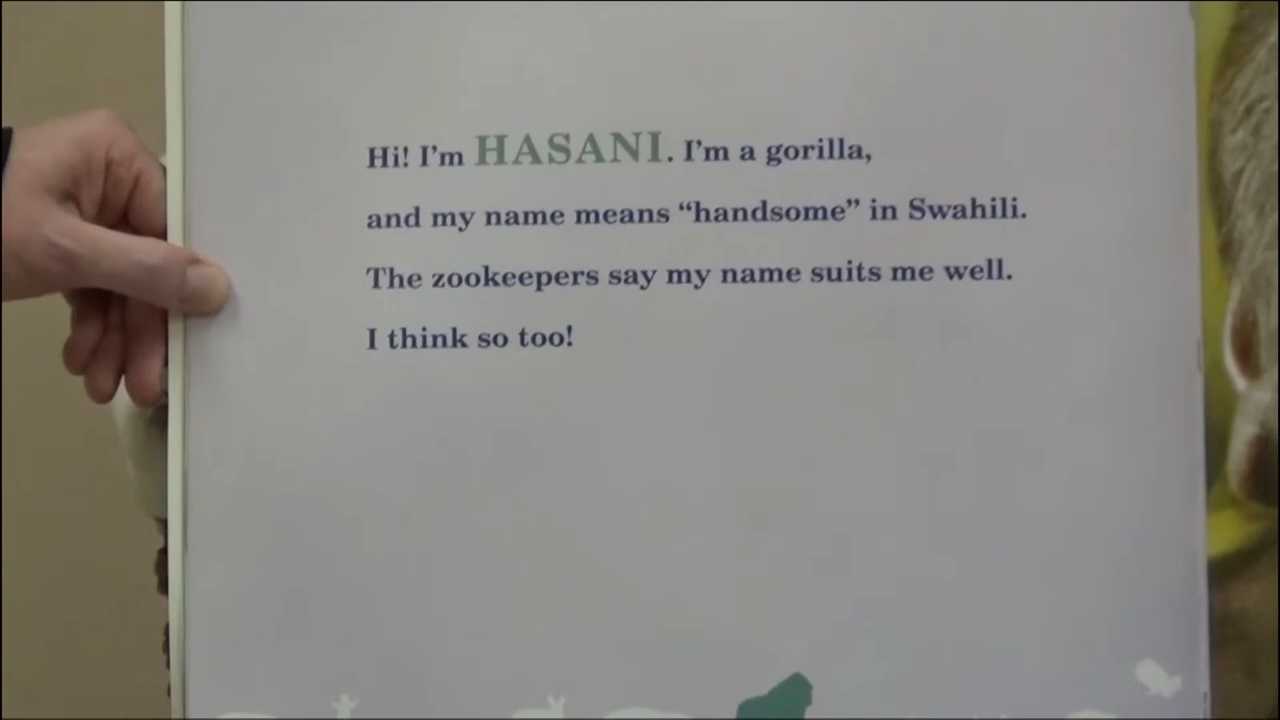 Hi! I'm HASANI. I'm a gorilla,
and my name means “handsome” in Swahili.
The zookeepers say my name suits me well.
I think so too!